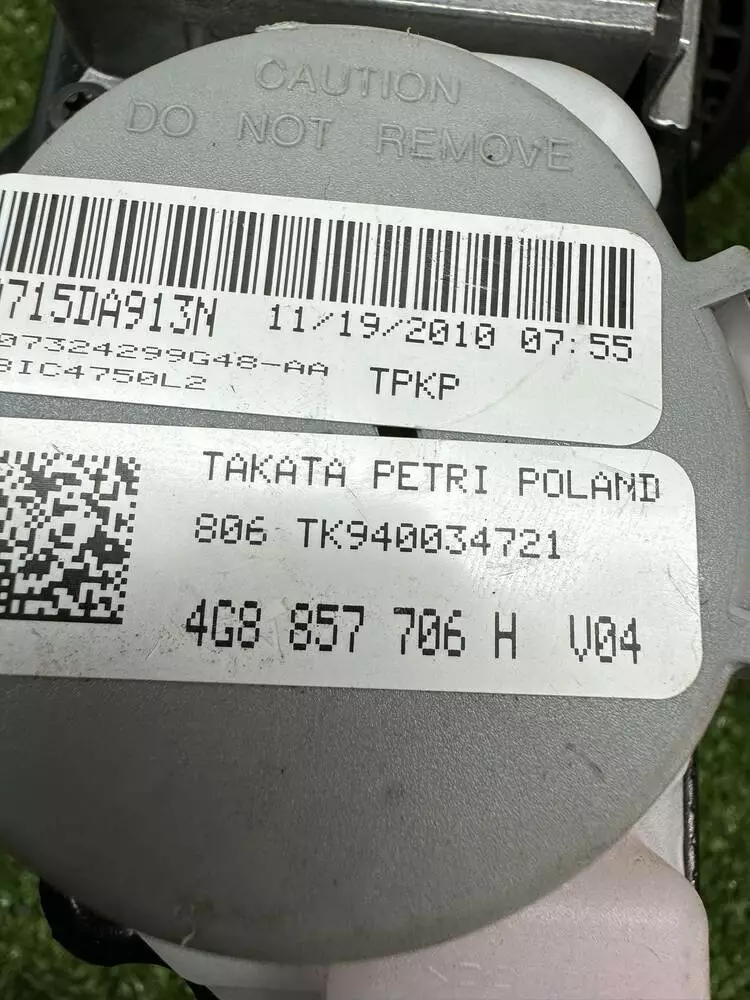 CAUTION
DO NOT REMOVE
715DA913N 11/19/2010 07:55
07324299G48-AA
BIC4750L2 TPKP
TAKATA PETRI POLAND
806 TK940034721
4G8 857 706 H V04